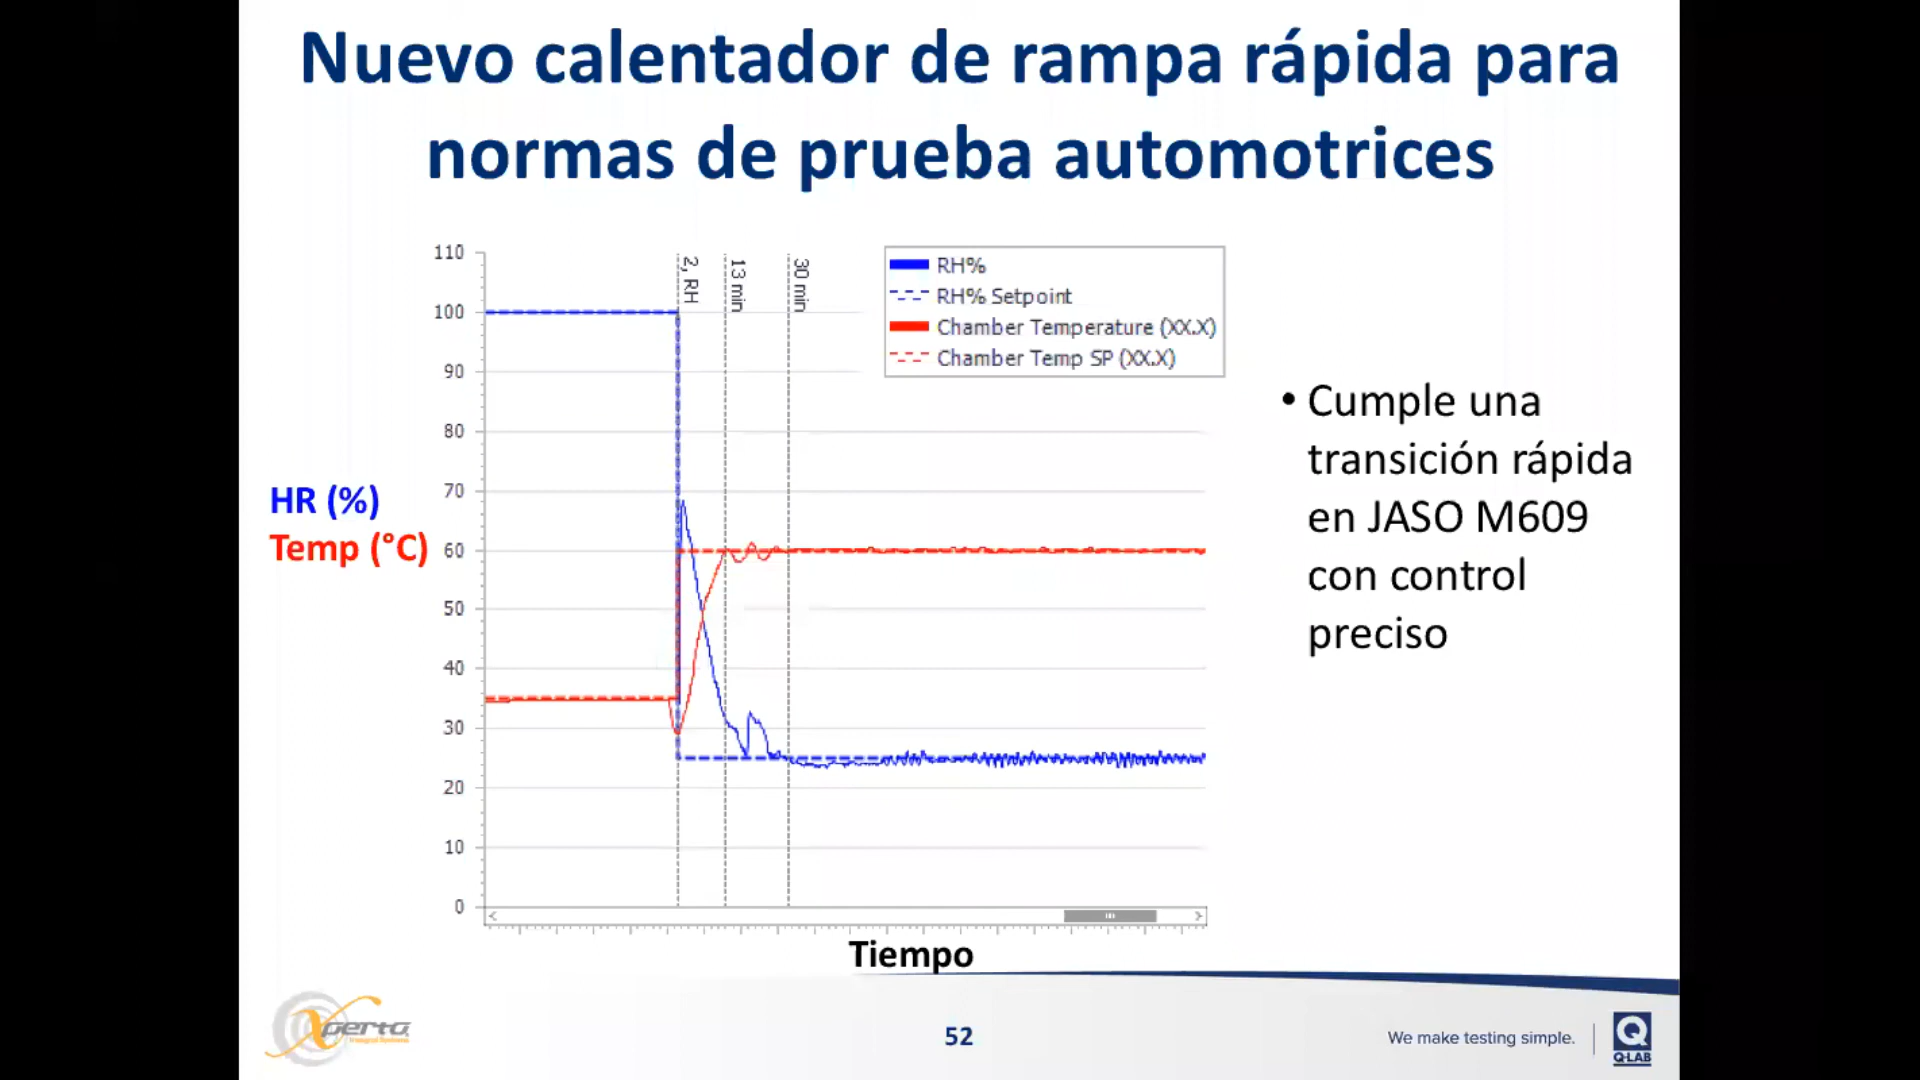 Nuevo calentador de rampa rápida para
normas de prueba automotrices
110
100
90
80
70
60
50
40
30
20
10
0
HR (%)
Temp (°C)
2, RH
13 min
30 min
RH%
RH% Setpoint
Chamber Temperature (XX.X)
Chamber Temp SP (XX.X)
• Cumple una
transición rápida
en JASO M609
con control
preciso
Tiempo
Xperto
Integral Systems
52
We make testing simple.
Q
Q-LAB